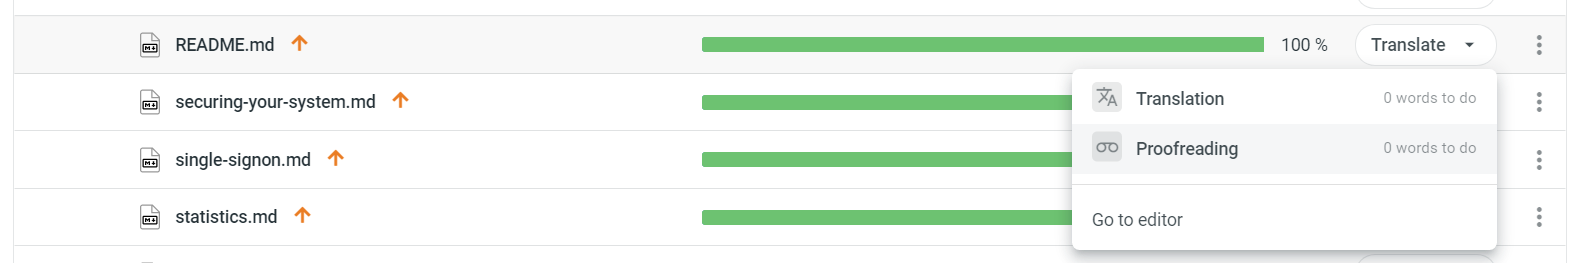 README.md 100 % Translate
securing-your-system.md Translation 0 words to do
single-signon.md Proofreading 0 words to do
statistics.md Go to editor